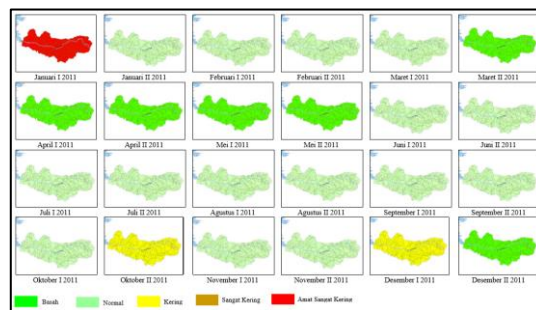 Januari I 2011
Januari II 2011
Februari I 2011
Februari II 2011
Maret I 2011
Maret II 2011
April I 2011
April II 2011
Mei I 2011
Mei II 2011
Juni I 2011
Juni II 2011
Juli I 2011
Juli II 2011
Agustus I 2011
Agustus II 2011
September I 2011
September II 2011
Oktober I 2011
Oktober II 2011
November I 2011
November II 2011
Desember I 2011
Desember II 2011
Basah
Normal
Kering
Sangat Kering
Amat Sangat Kering